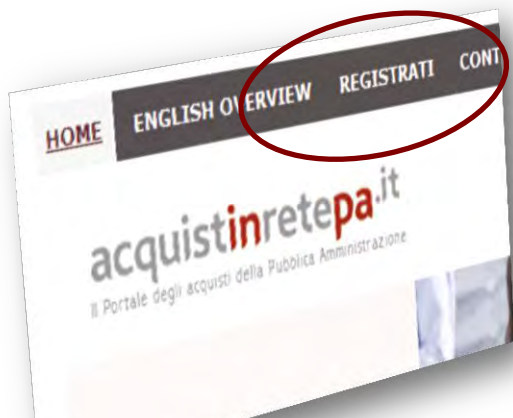 HOME ENGLISH OVERVIEW REGISTRATI CONT
acquistinretepa.it
Il Portale degli acquisti della Pubblica Amministrazione